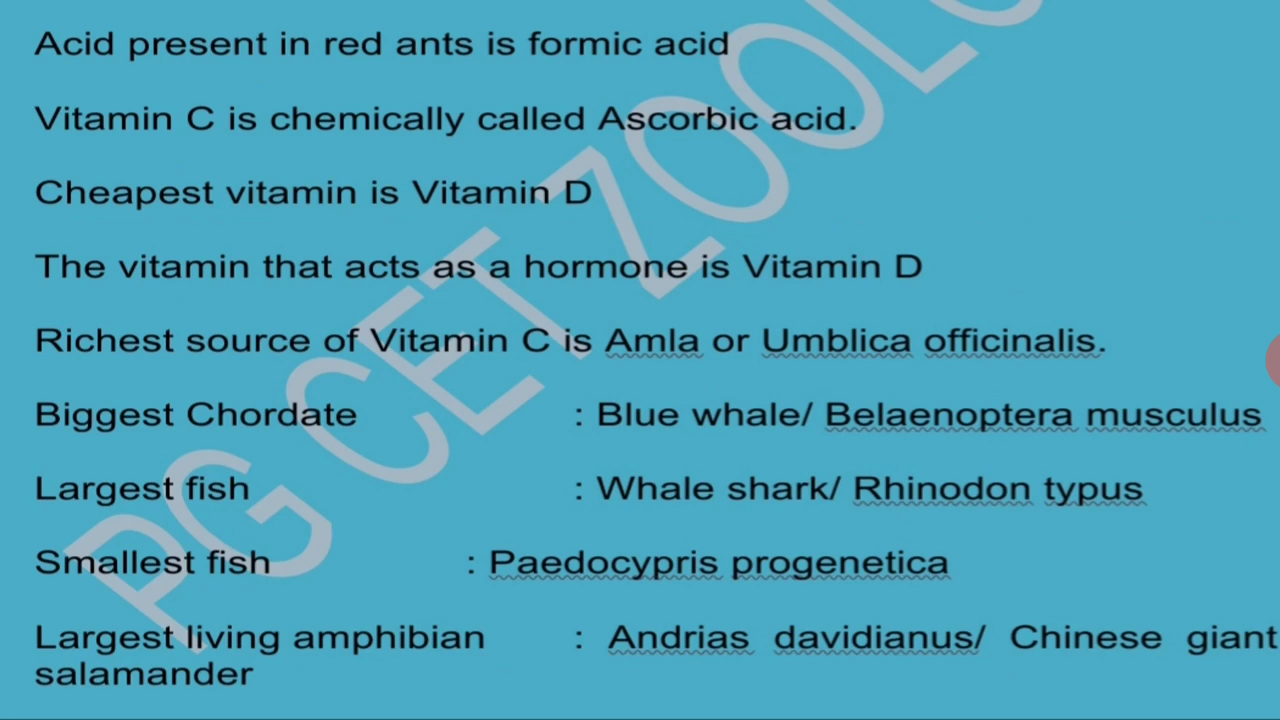 Acid present in red ants is formic acid
Vitamin C is chemically called Ascorbic acid.
Cheapest vitamin is Vitamin D
The vitamin that acts as a hormone is Vitamin D
Richest source of Vitamin C is Amla or Umblica officinalis.
Biggest Chordate : Blue whale/ Belaenoptera musculus
Largest fish : Whale shark/ Rhinodon typus
Smallest fish : Paedocypris progenetica
Largest living amphibian : Andrias davidianus/ Chinese giant
salamander
PG CET ZOOLO